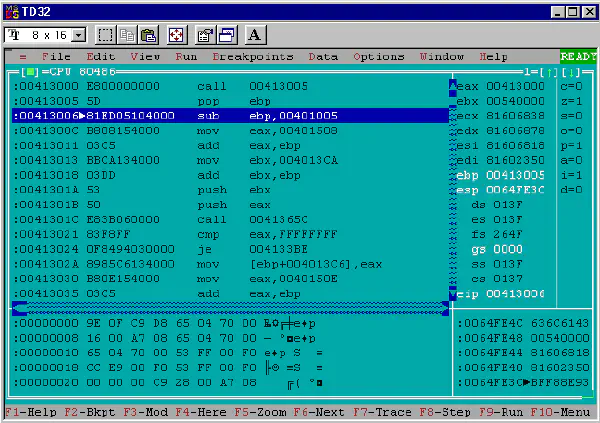 TD32
8 x 16
≡ File Edit View Run Breakpoints Data Options Window Help READY
[■]=CPU 80486 1=[↑][↓]
:00413000 E800000000 call 00413005 eax 00413000 c=0
:00413005 5D pop ebp ebx 00540000 z=1
:00413006▶81ED05104000 sub ebp,00401005 ecx 81606838 s=0
:0041300C B808154000 mov eax,00401508 edx 81606878 o=0
:00413011 03C5 add eax,ebp esi 81606818 p=1
:00413013 BBCA134000 mov ebx,004013CA edi 81602350 a=0
:00413018 03DD add ebx,ebp ebp 00413005 i=1
:0041301A 53 push ebx esp 0064FE3C d=0
:0041301B 50 push eax ds 013F
:0041301C E83B060000 call 0041365C es 013F
:00413021 83F8FF cmp eax,FFFFFFFF fs 264F
:00413024 0F8494030000 je 004133BE gs 0000
:0041302A 8985C6134000 mov [ebp+004013C6],eax ss 013F
:00413030 B80E154000 mov eax,0040150E cs 0137
:00413035 03C5 add eax,ebp eip 00413006
:00000000 9E 0F C9 D8 65 04 70 00 e♦p :0064FE4C 636C6143
:00000008 16 00 A7 08 65 04 70 00 e♦p :0064FE48 00540000
:00000010 65 04 70 00 53 FF 00 F0 e♦p S = :0064FE44 81606818
:00000018 CC E9 00 F0 53 FF 00 F0 =S = :0064FE40 81602350
:00000020 00 00 00 C9 28 00 A7 08 ╔( :0064FE3C▶BFF88E93
F1-Help F2-Bkpt F3-Mod F4-Here F5-Zoom F6-Next F7-Trace F8-Step F9-Run F10-Menu